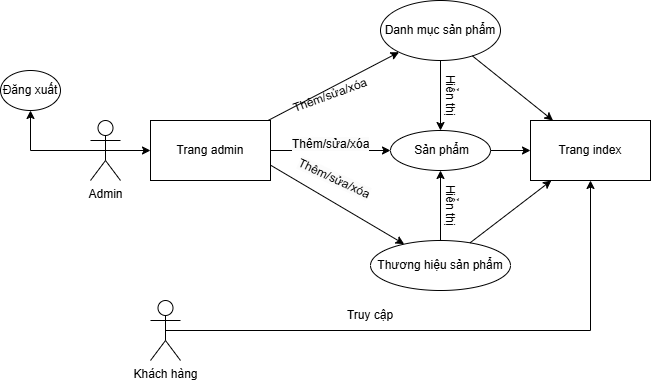 Danh mục sản phẩm
Đăng xuất
Thêm/sửa/xóa
Hiển thị
Trang admin
Thêm/sửa/xóa
Sản phẩm
Trang index
Admin
Thêm/sửa/xóa
Hiển thị
Thương hiệu sản phẩm
Truy cập
Khách hàng